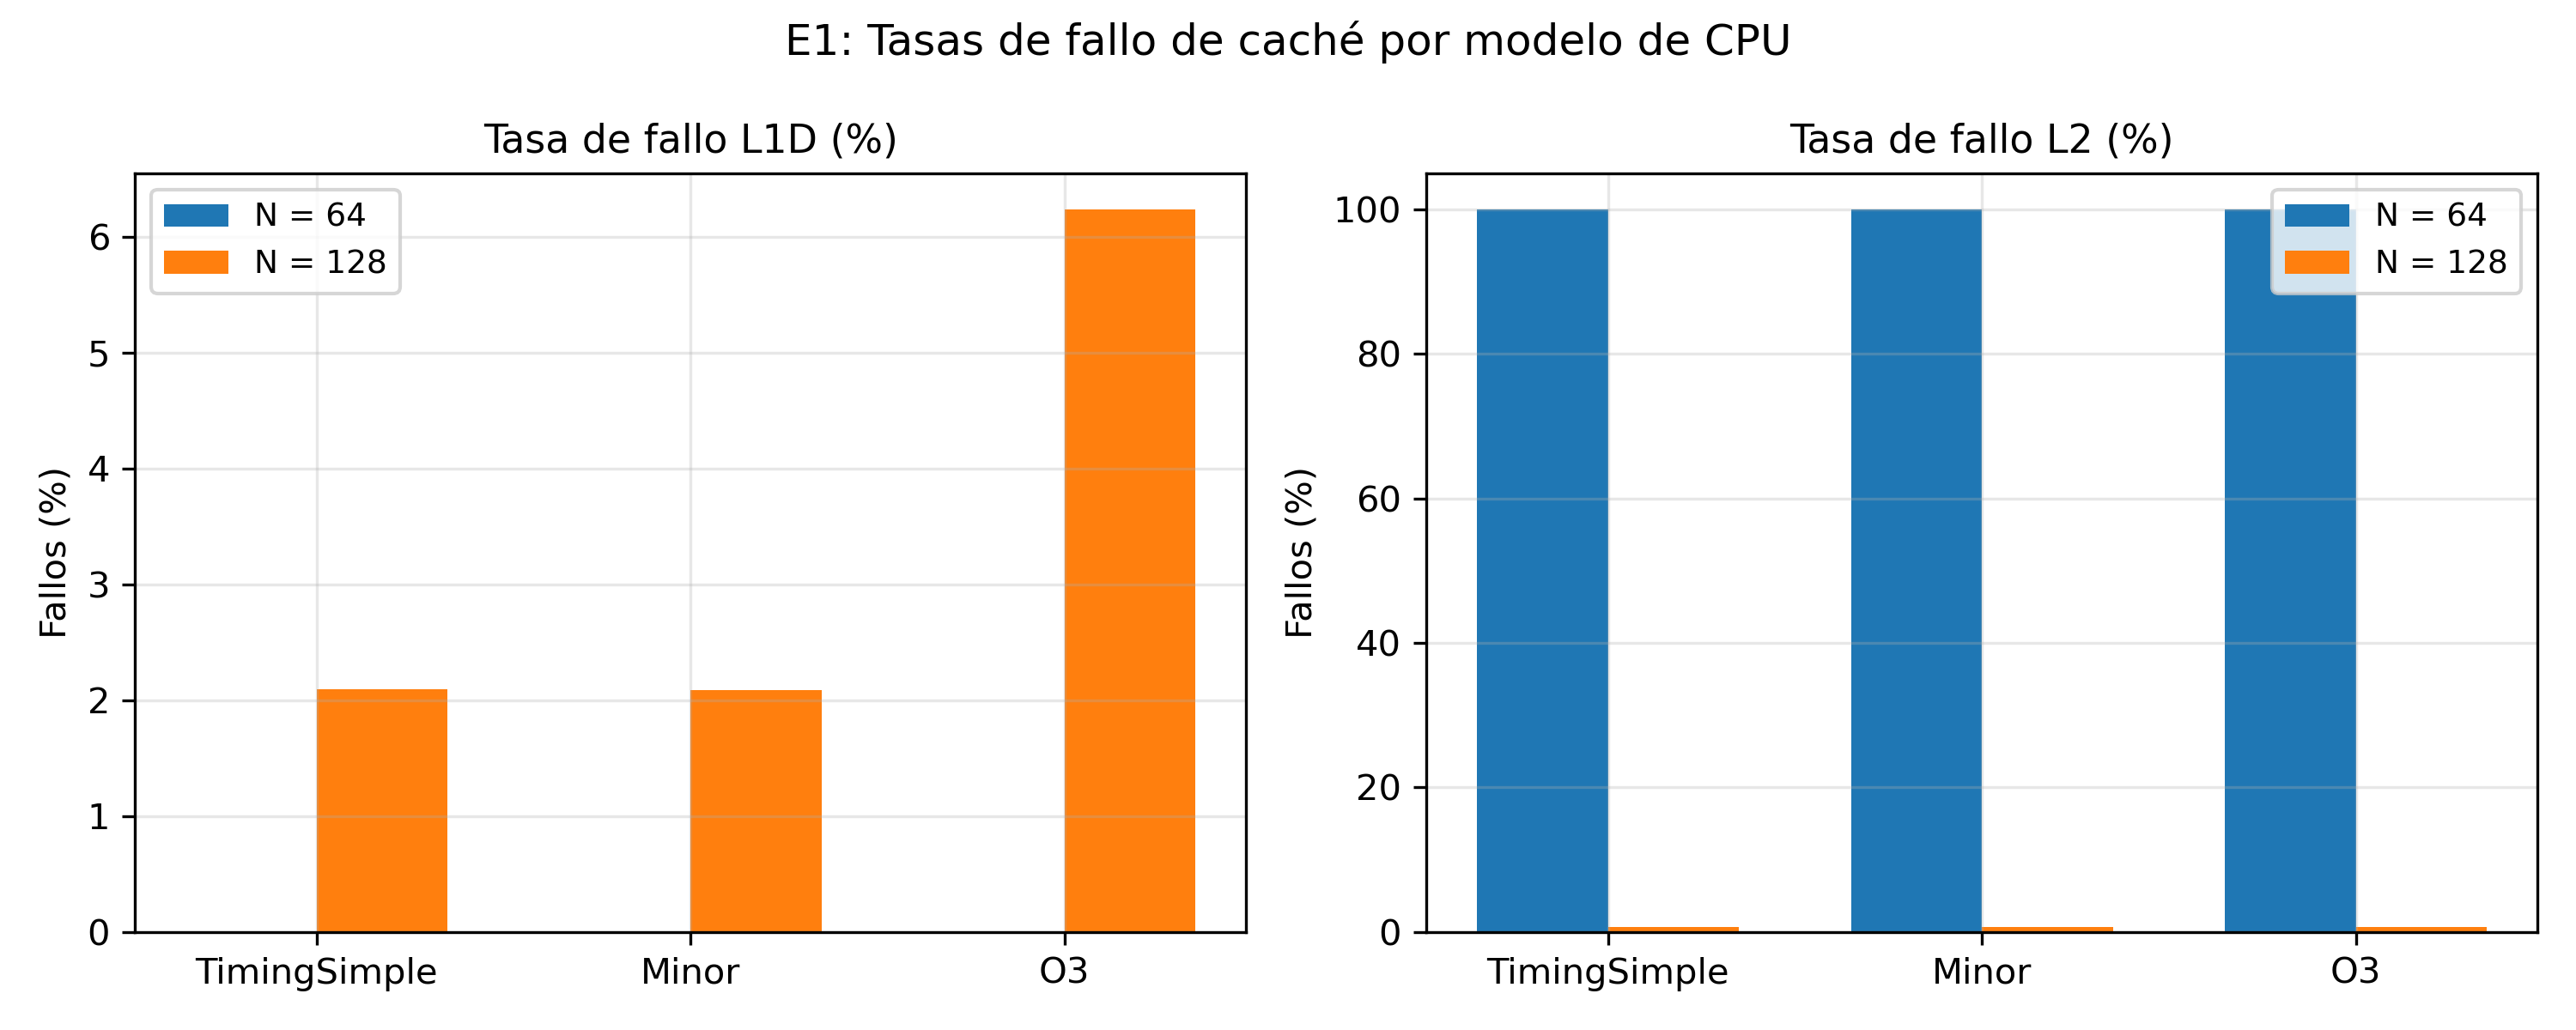 E1: Tasas de fallo de caché por modelo de CPU
Tasa de fallo L1D (%)
N = 64
N = 128
Fallos (%)
6
5
4
3
2
1
0
TimingSimple
Minor
O3
Tasa de fallo L2 (%)
N = 64
N = 128
Fallos (%)
100
80
60
40
20
0
TimingSimple
Minor
O3